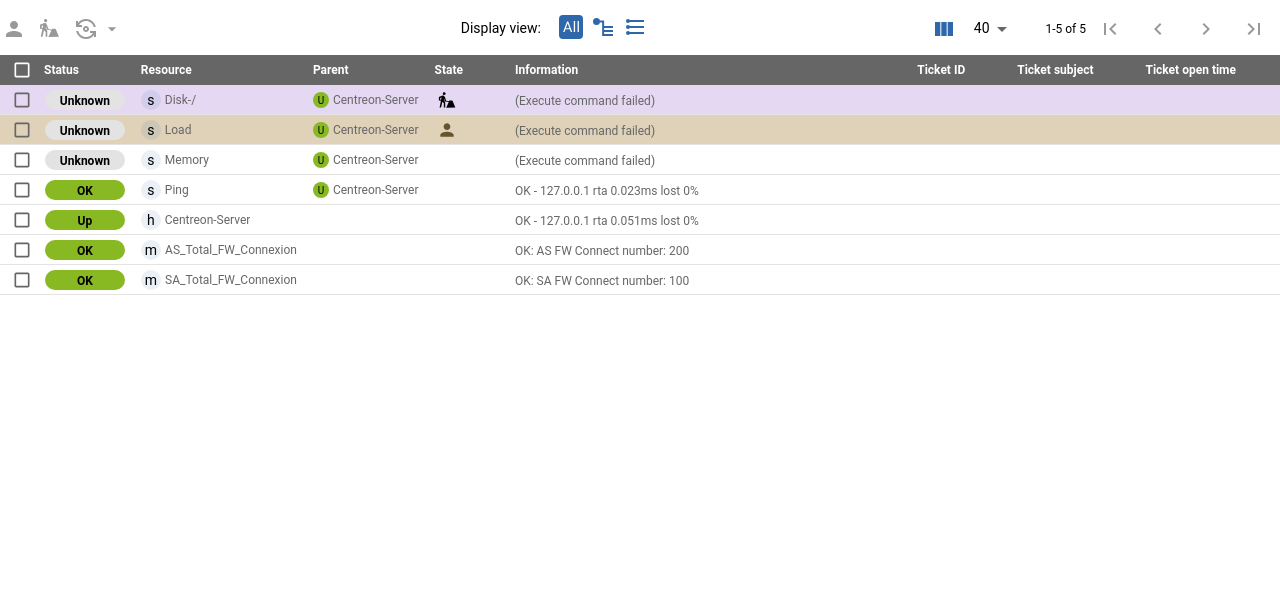 Display view: All 40 1-5 of 5
Status Resource Parent State Information Ticket ID Ticket subject Ticket open time
Unknown s Disk-/ U Centreon-Server (Execute command failed)
Unknown s Load U Centreon-Server (Execute command failed)
Unknown s Memory U Centreon-Server (Execute command failed)
OK s Ping U Centreon-Server OK - 127.0.0.1 rta 0.023ms lost 0%
Up h Centreon-Server OK - 127.0.0.1 rta 0.051ms lost 0%
OK m AS_Total_FW_Connexion OK: AS FW Connect number: 200
OK m SA_Total_FW_Connexion OK: SA FW Connect number: 100